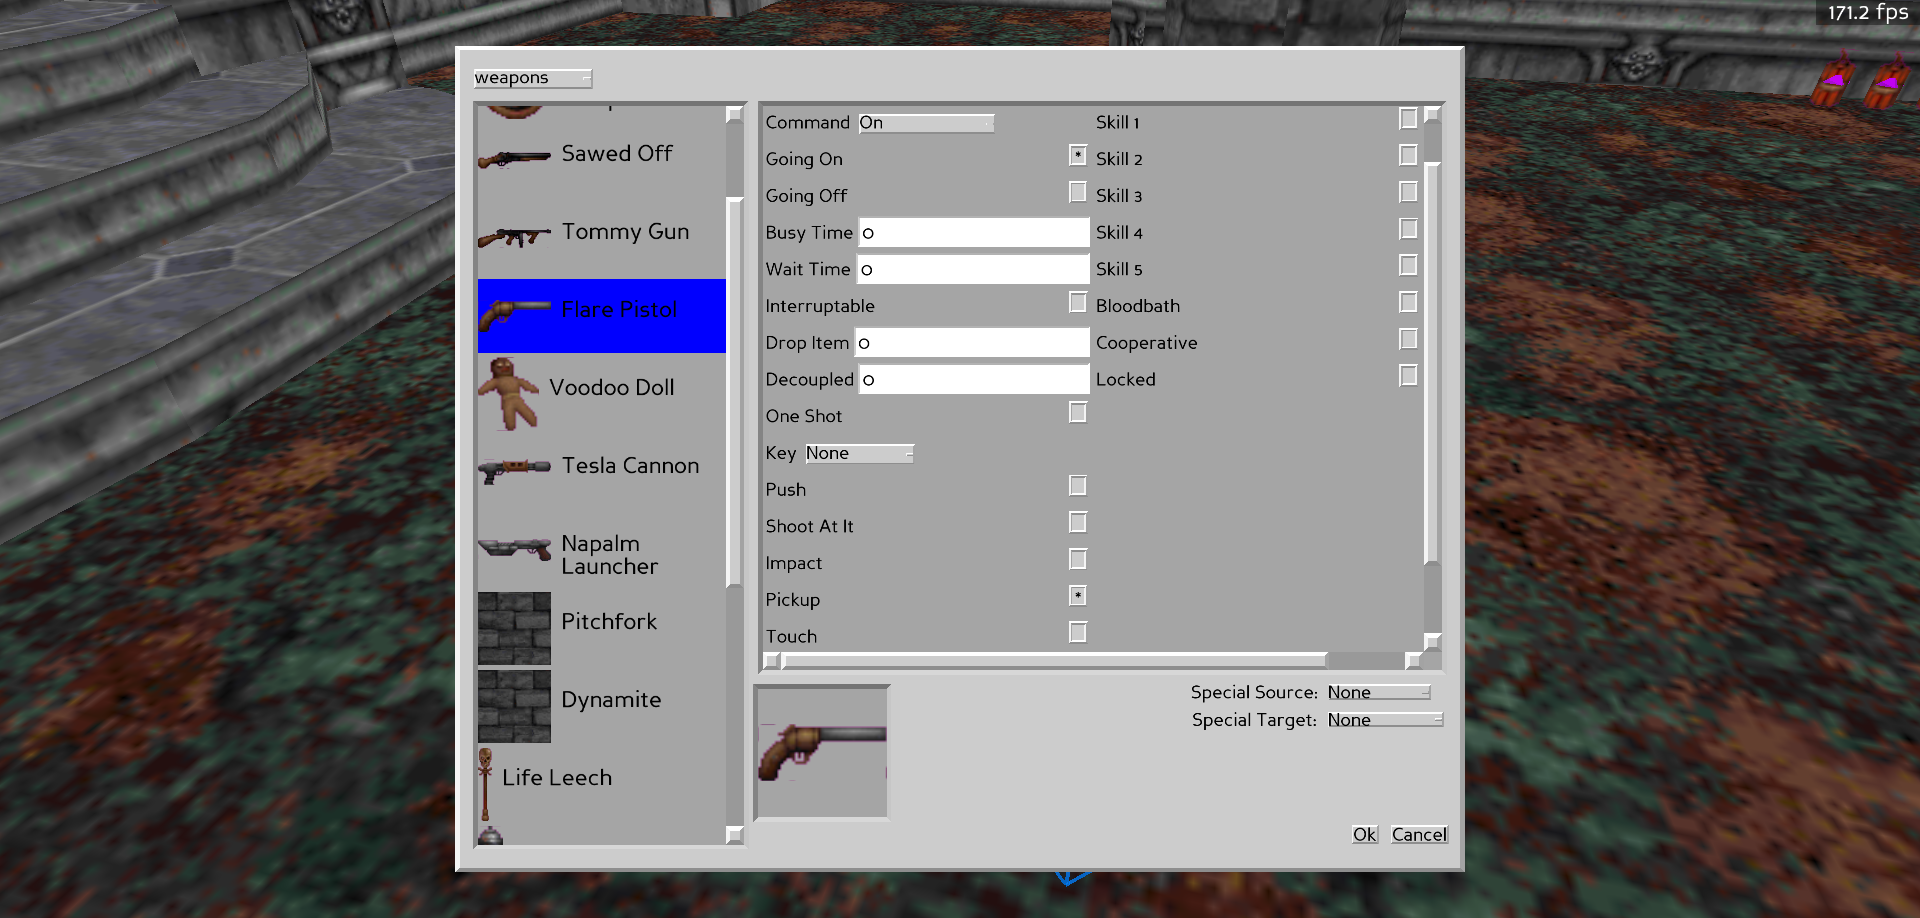 171.2 fps
weapons
Sawed Off
Tommy Gun
Flare Pistol
Voodoo Doll
Tesla Cannon
Napalm
Launcher
Pitchfork
Dynamite
Life Leech
Command On
Going On *
Going Off
Busy Time 0
Wait Time 0
Interruptable
Drop Item 0
Decoupled 0
One Shot
Key None
Push
Shoot At It
Impact
Pickup *
Touch
Skill 1
Skill 2
Skill 3
Skill 4
Skill 5
Bloodbath
Cooperative
Locked
Special Source: None
Special Target: None
Ok Cancel